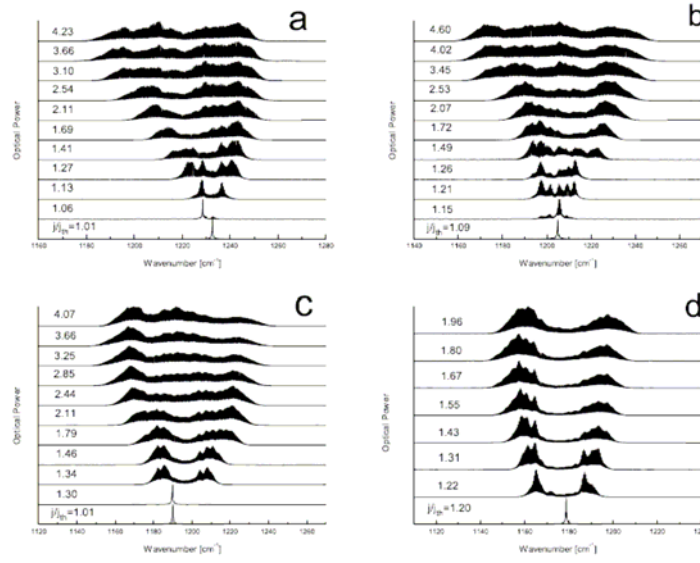 a
4.23
3.66
3.10
2.54
2.11
1.69
1.41
1.27
1.13
1.06
j/jth=1.01
Optical Power
1160 1180 1200 1220 1240 1260 1280
Wavenumber [cm⁻¹]
b
4.60
4.02
3.45
2.53
2.07
1.72
1.49
1.26
1.21
1.15
j/jth=1.09
Optical Power
1140 1160 1180 1200 1220 1240 1260
Wavenumber [cm⁻¹]
c
4.07
3.66
3.25
2.85
2.44
2.11
1.79
1.46
1.34
1.30
j/jth=1.01
Optical Power
1120 1140 1160 1180 1200 1220 1240 1260
Wavenumber [cm⁻¹]
d
1.96
1.80
1.67
1.55
1.43
1.31
1.22
j/jth=1.20
Optical Power
1120 1140 1160 1180 1200 1220
Wavenumber [cm⁻¹]